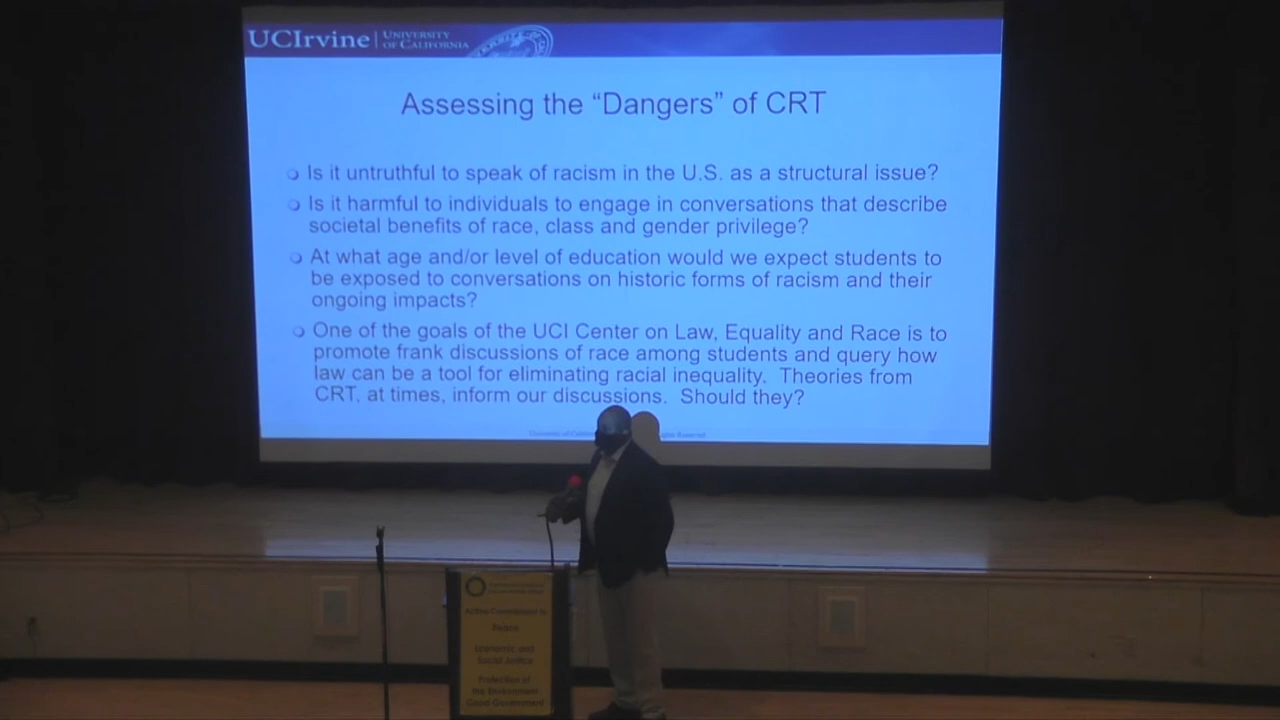 UCIrvine | UNIVERSITY
OF CALIFORNIA
Assessing the “Dangers” of CRT
Is it untruthful to speak of racism in the U.S. as a structural issue?
Is it harmful to individuals to engage in conversations that describe
societal benefits of race, class and gender privilege?
At what age and/or level of education would we expect students to
be exposed to conversations on historic forms of racism and their
ongoing impacts?
One of the goals of the UCI Center on Law, Equality and Race is to
promote frank discussions of race among students and query how
law can be a tool for eliminating racial inequality. Theories from
CRT, at times, inform our discussions. Should they?
Action Committed to
Peace
Economic and
Social Justice
Protection of
the Environment
Good Government